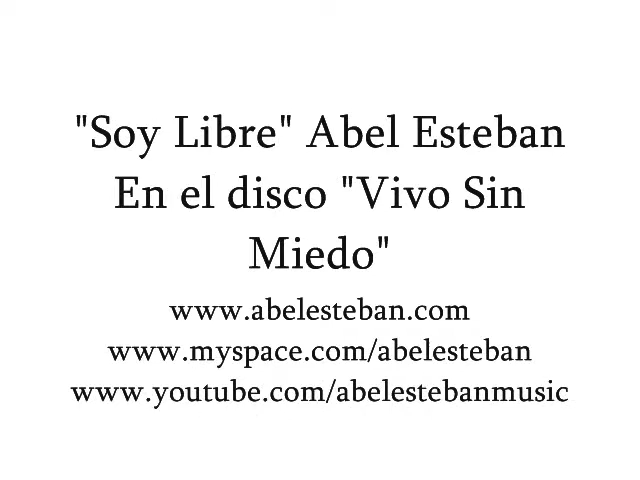 "Soy Libre" Abel Esteban
En el disco "Vivo Sin
Miedo"
www.abelesteban.com
www.myspace.com/abelesteban
www.youtube.com/abelestebanmusic